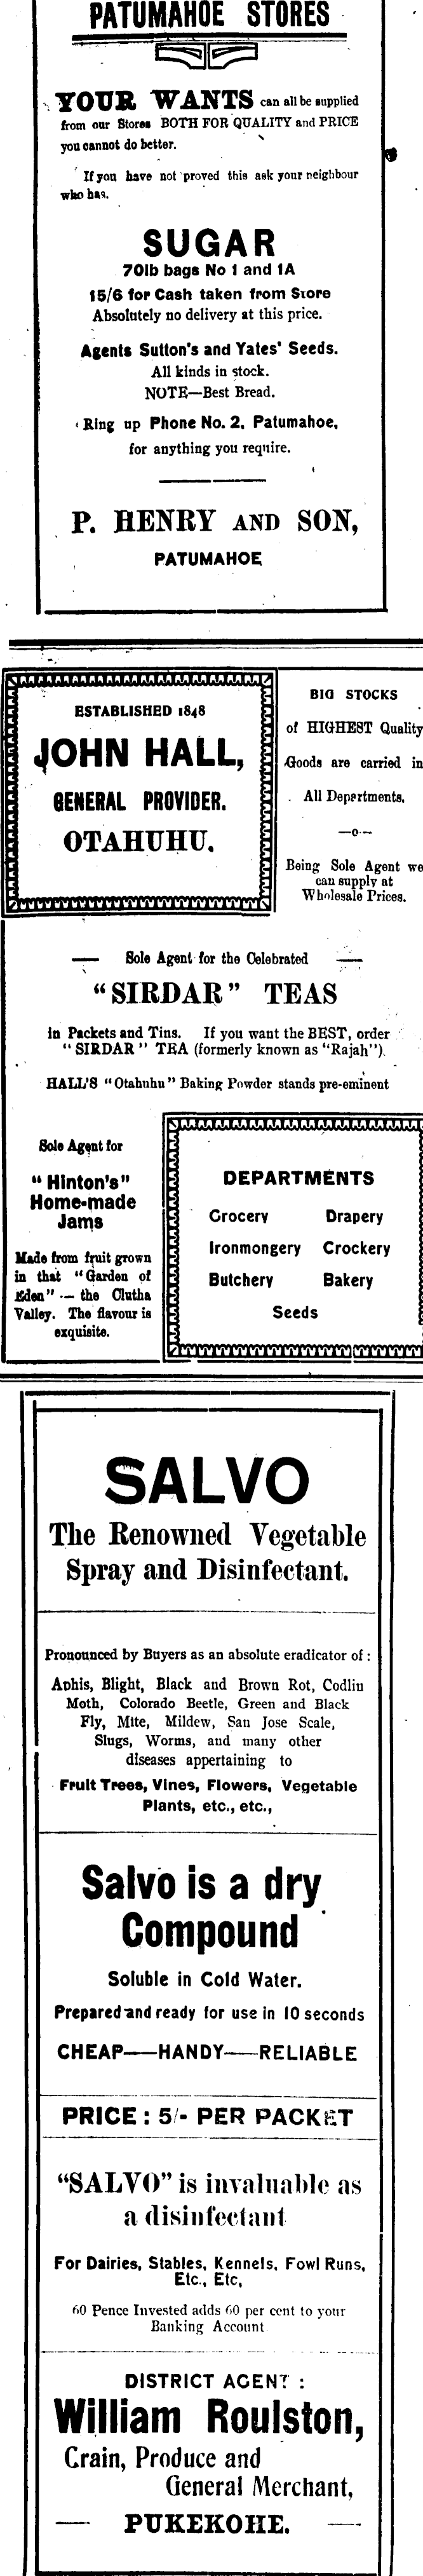 PATUMAHOE STORES
YOUR WANTS can all be supplied
from our Stores BOTH FOR QUALITY and PRICE
you cannot do better.
If you have not proved this ask your neighbour
who has.
SUGAR
70lb bags No 1 and 1A
15/6 for Cash taken from Store
Absolutely no delivery at this price.
Agents Sutton's and Yates' Seeds.
All kinds in stock.
NOTE—Best Bread.
Ring up Phone No. 2, Patumahoe,
for anything you require.
P. HENRY AND SON,
PATUMAHOE
ESTABLISHED 1848
JOHN HALL,
GENERAL PROVIDER.
OTAHUHU.
BIG STOCKS
of HIGHEST Quality
Goods are carried in
All Departments.
—o—
Being Sole Agent we
can supply at
Wholesale Prices.
— Sole Agent for the Celebrated —
"SIRDAR" TEAS
in Packets and Tins. If you want the BEST, order
"SIRDAR" TEA (formerly known as "Rajah").
HALL'S "Otahuhu" Baking Powder stands pre-eminent
Sole Agent for
"Hinton's"
Home-made
Jams
Made from fruit grown
in that "Garden of
Eden" — the Clutha
Valley. The flavour is
exquisite.
DEPARTMENTS
Grocery Drapery
Ironmongery Crockery
Butchery Bakery
Seeds
SALVO
The Renowned Vegetable
Spray and Disinfectant.
Pronounced by Buyers as an absolute eradicator of:
Aphis, Blight, Black and Brown Rot, Codlin
Moth, Colorado Beetle, Green and Black
Fly, Mite, Mildew, San Jose Scale,
Slugs, Worms, and many other
diseases appertaining to
Fruit Trees, Vines, Flowers, Vegetable
Plants, etc., etc.,
Salvo is a dry
Compound
Soluble in Cold Water.
Prepared and ready for use in 10 seconds
CHEAP—HANDY—RELIABLE
PRICE: 5/- PER PACKET
"SALVO" is invaluable as
a disinfectant
For Dairies, Stables, Kennels, Fowl Runs,
Etc., Etc,
60 Pence Invested adds 60 per cent to your
Banking Account
DISTRICT AGENT:
William Roulston,
Grain, Produce and
General Merchant,
— PUKEKOHE. —